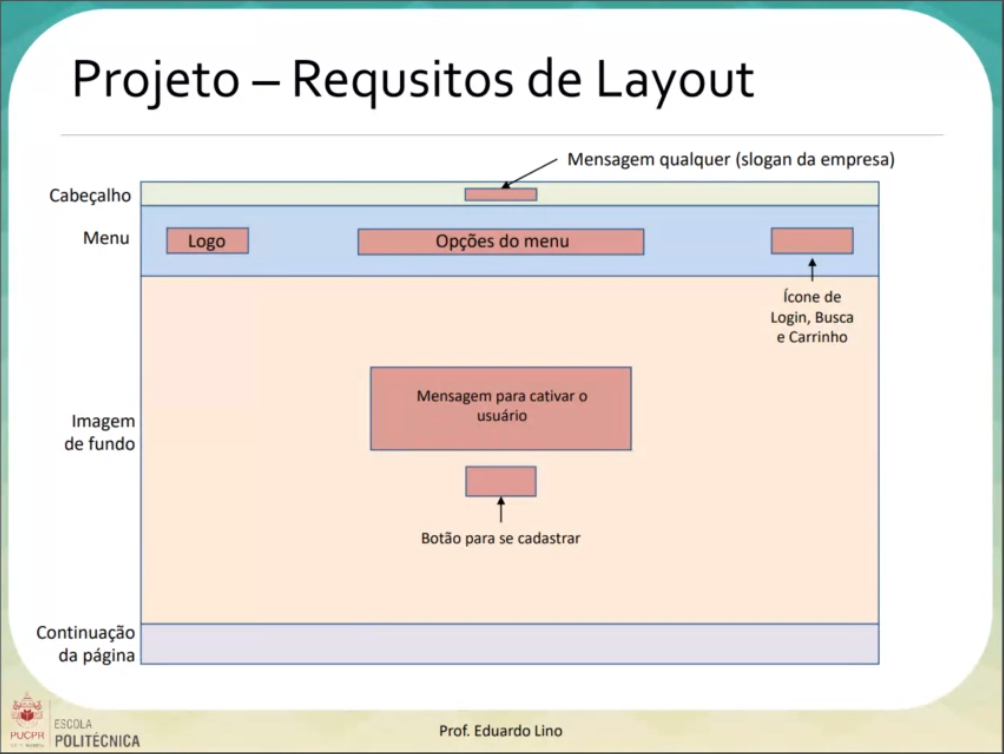 Projeto – Requsitos de Layout
Mensagem qualquer (slogan da empresa)
Cabeçalho
Menu
Logo
Opções do menu
Ícone de
Login, Busca
e Carrinho
Mensagem para cativar o
usuário
Imagem
de fundo
Botão para se cadastrar
Continuação
da página
PUCPR
ESCOLA
POLITÉCNICA
Prof. Eduardo Lino